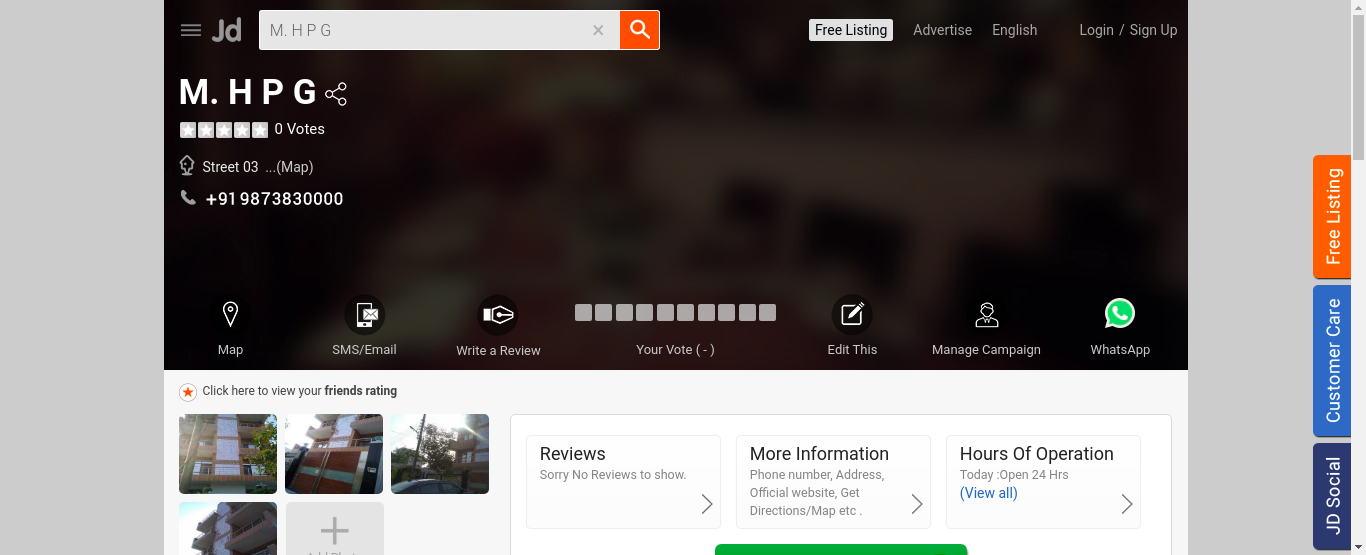 Jd
M. H P G
Free Listing
Advertise
English
Login / Sign Up
M. H P G
0 Votes
Street 03 ...(Map)
+919873830000
Map
SMS/Email
Write a Review
Your Vote ( - )
Edit This
Manage Campaign
WhatsApp
Click here to view your friends rating
Reviews
Sorry No Reviews to show.
More Information
Phone number, Address,
Official website, Get
Directions/Map etc .
Hours Of Operation
Today :Open 24 Hrs
(View all)
Free Listing
Customer Care
JD Social